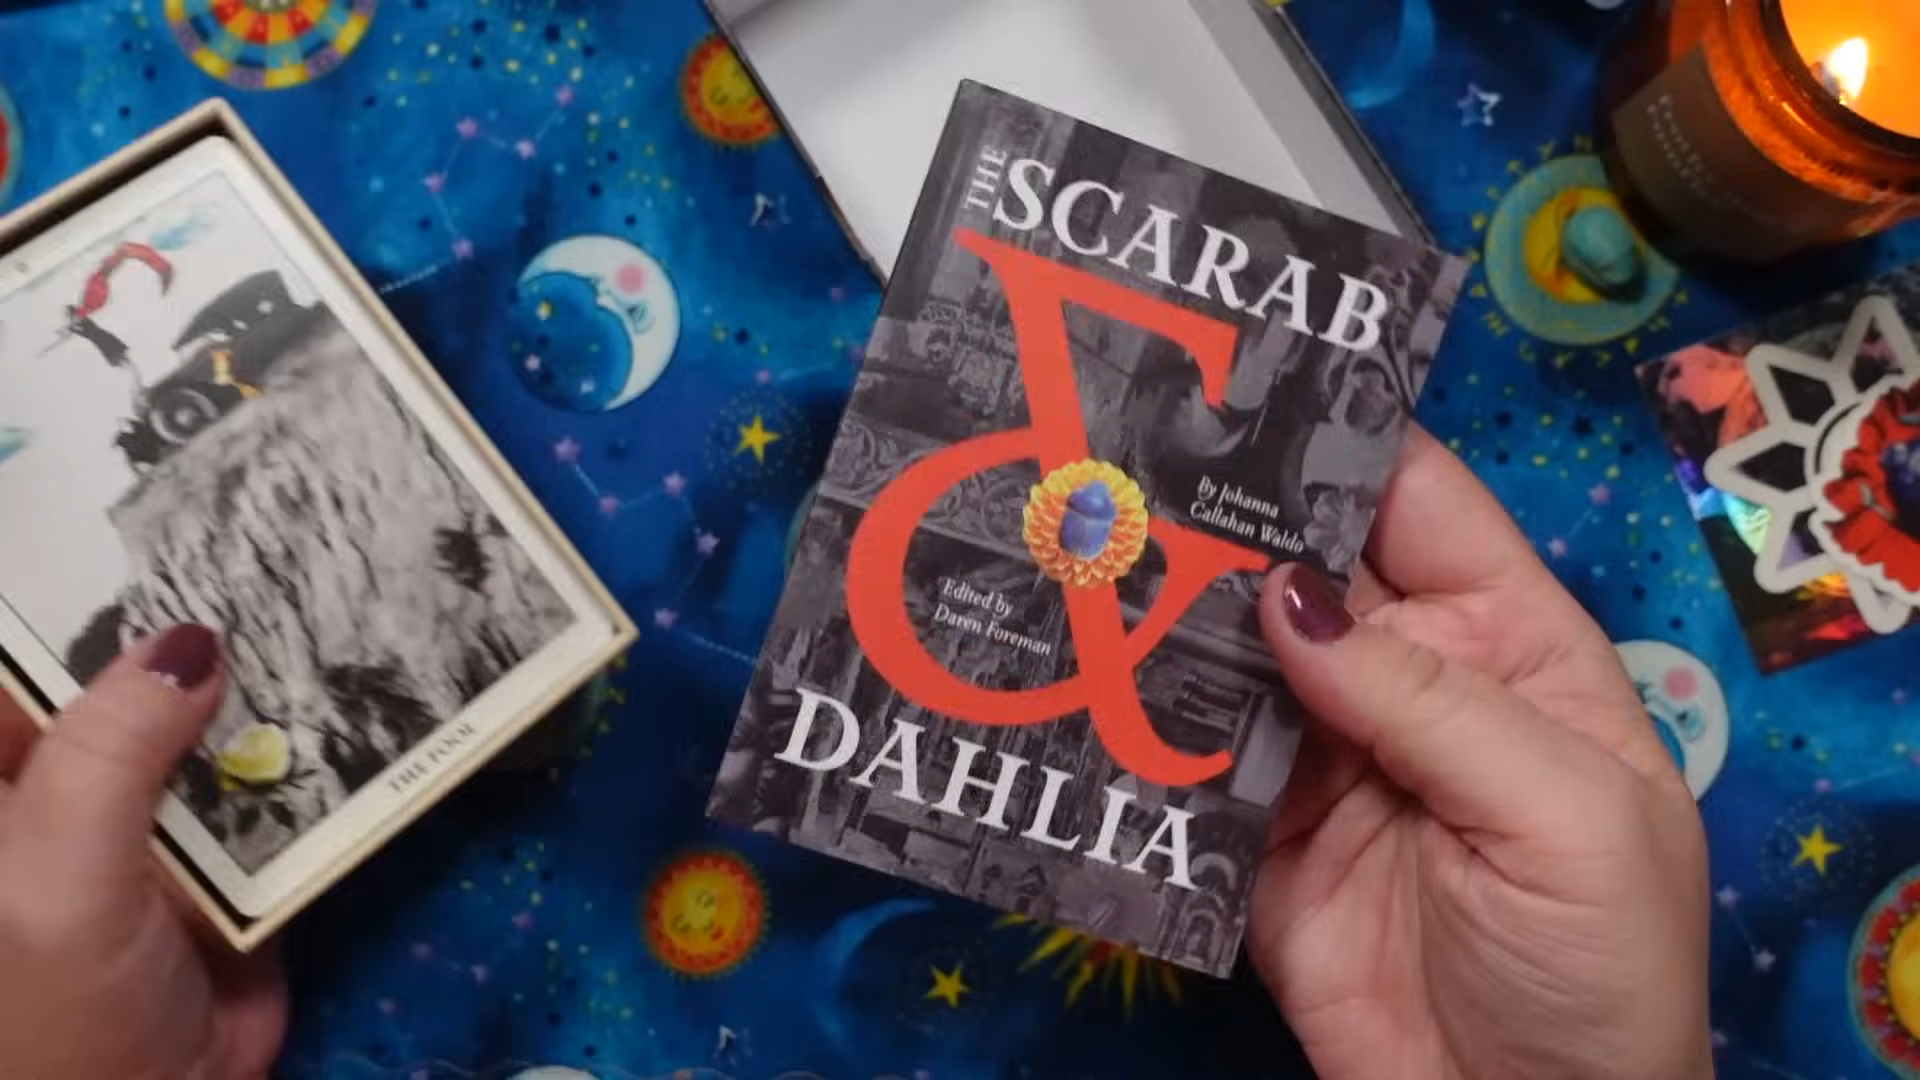 THE
SCARAB
&
By Johanna
Callahan Waldo
Edited by
Daren Foreman
DAHLIA
THE FOOL